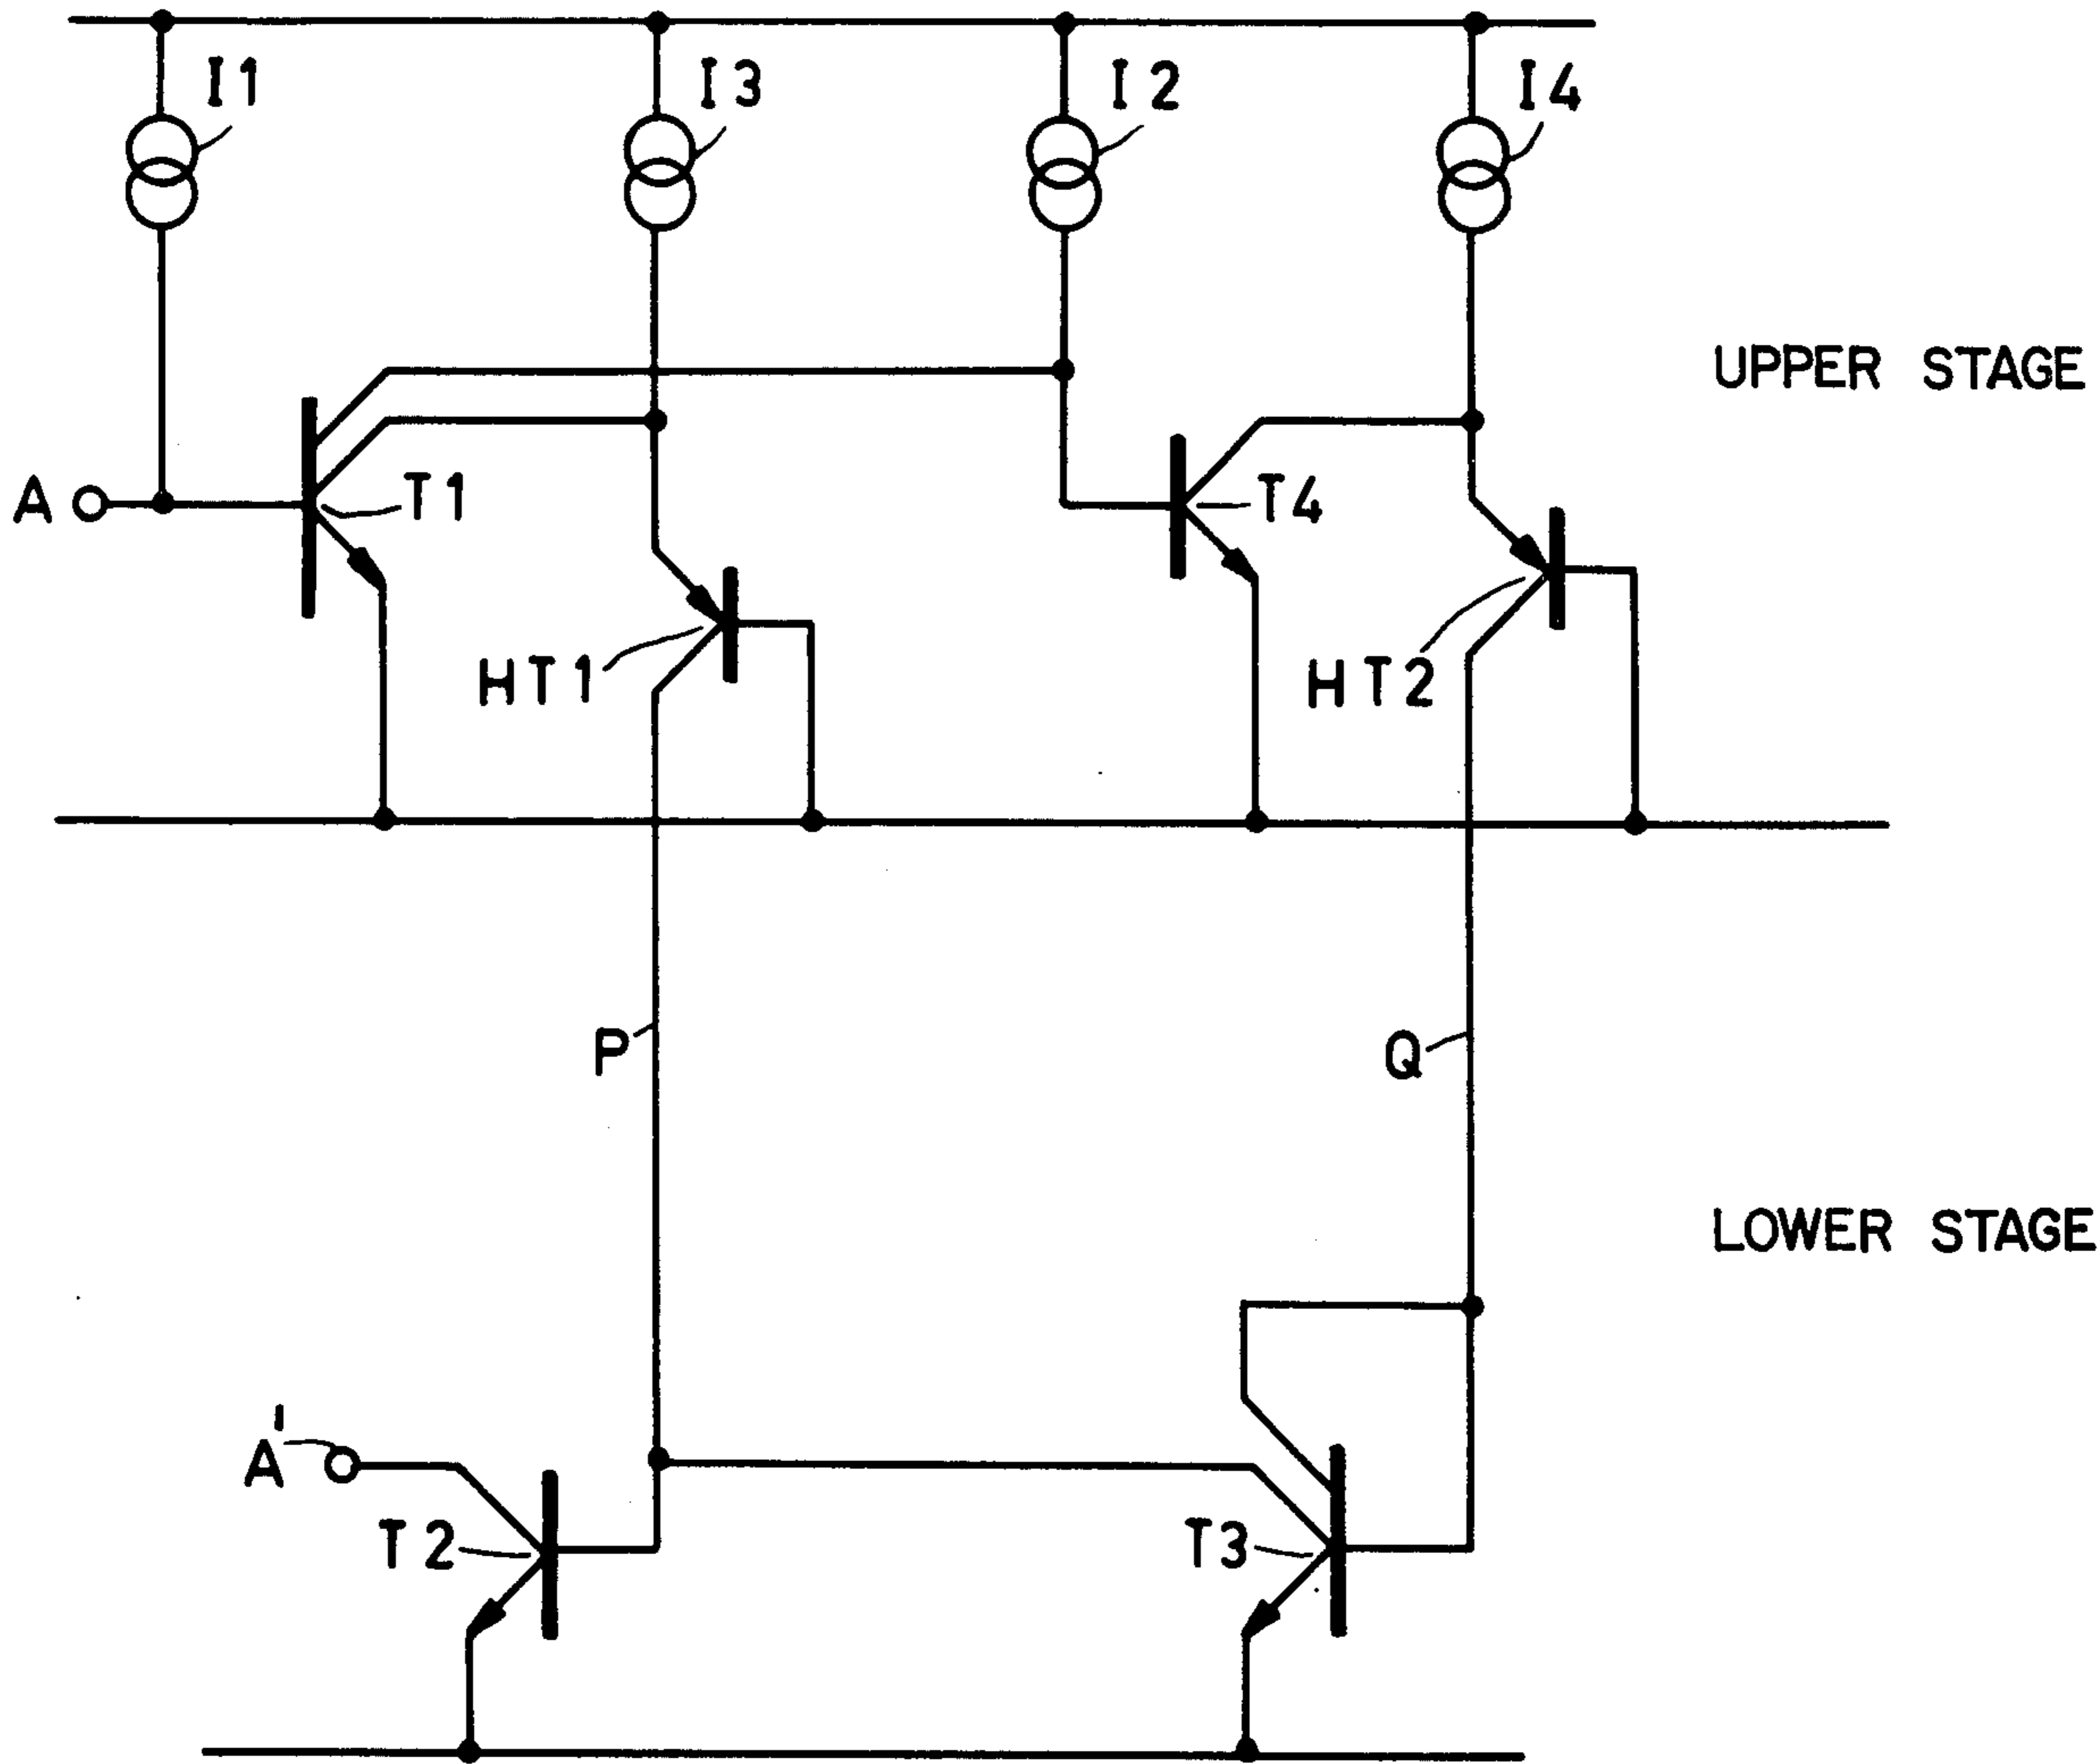 I1 I3 I2 I4
UPPER STAGE
A T1 T4
HT1 HT2
P Q
LOWER STAGE
A'
T2 T3